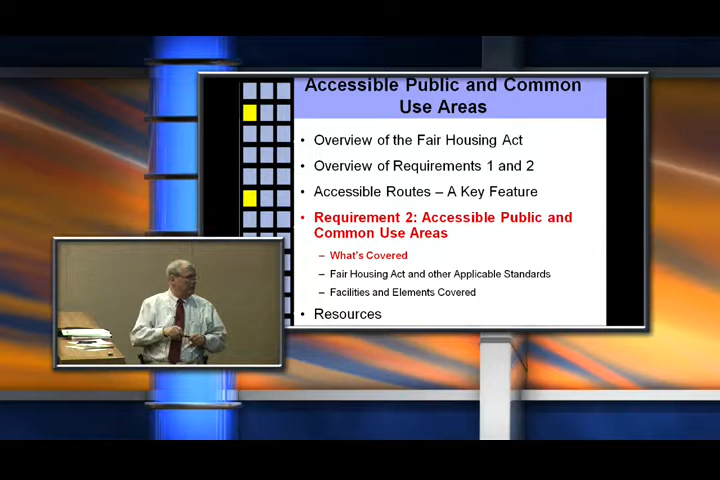 Accessible Public and Common
Use Areas
• Overview of the Fair Housing Act
• Overview of Requirements 1 and 2
• Accessible Routes – A Key Feature
• Requirement 2: Accessible Public and
Common Use Areas
– What's Covered
– Fair Housing Act and other Applicable Standards
– Facilities and Elements Covered
• Resources